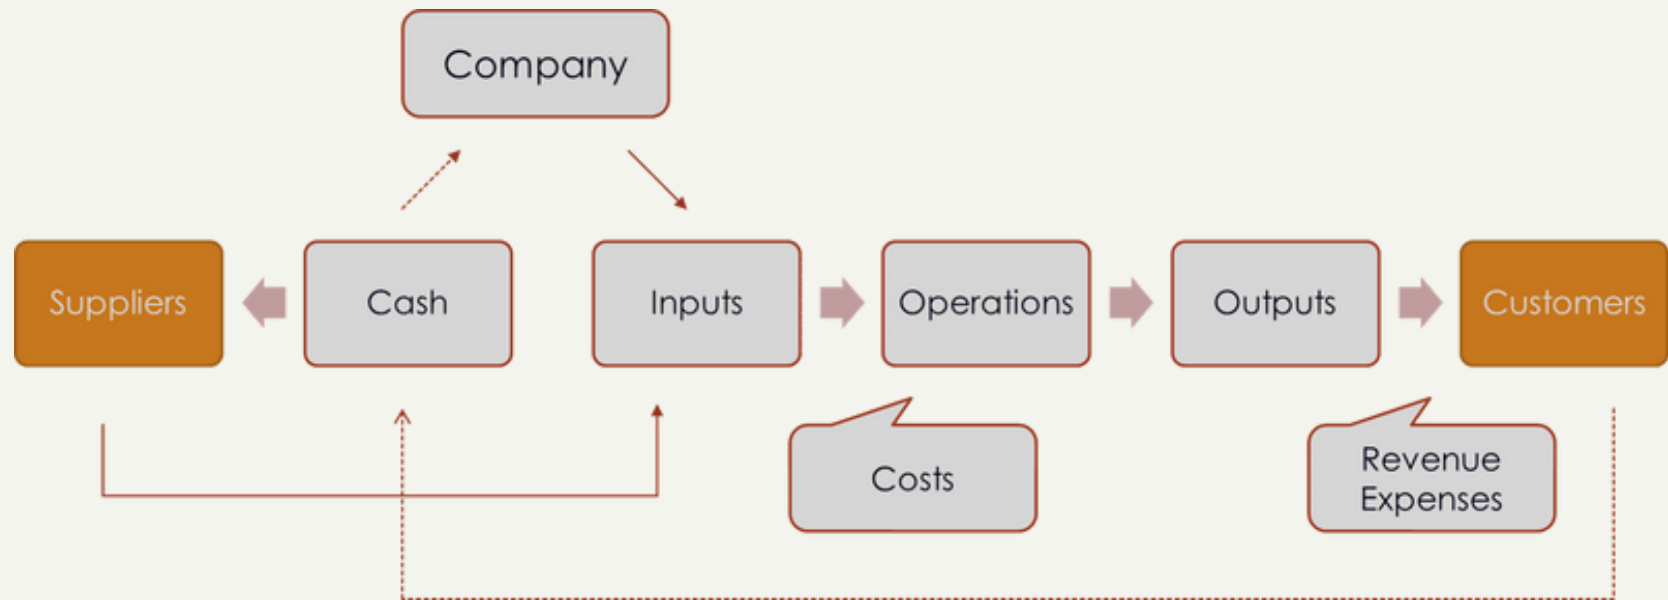 Company
Suppliers
Cash
Inputs
Operations
Outputs
Customers
Costs
Revenue
Expenses